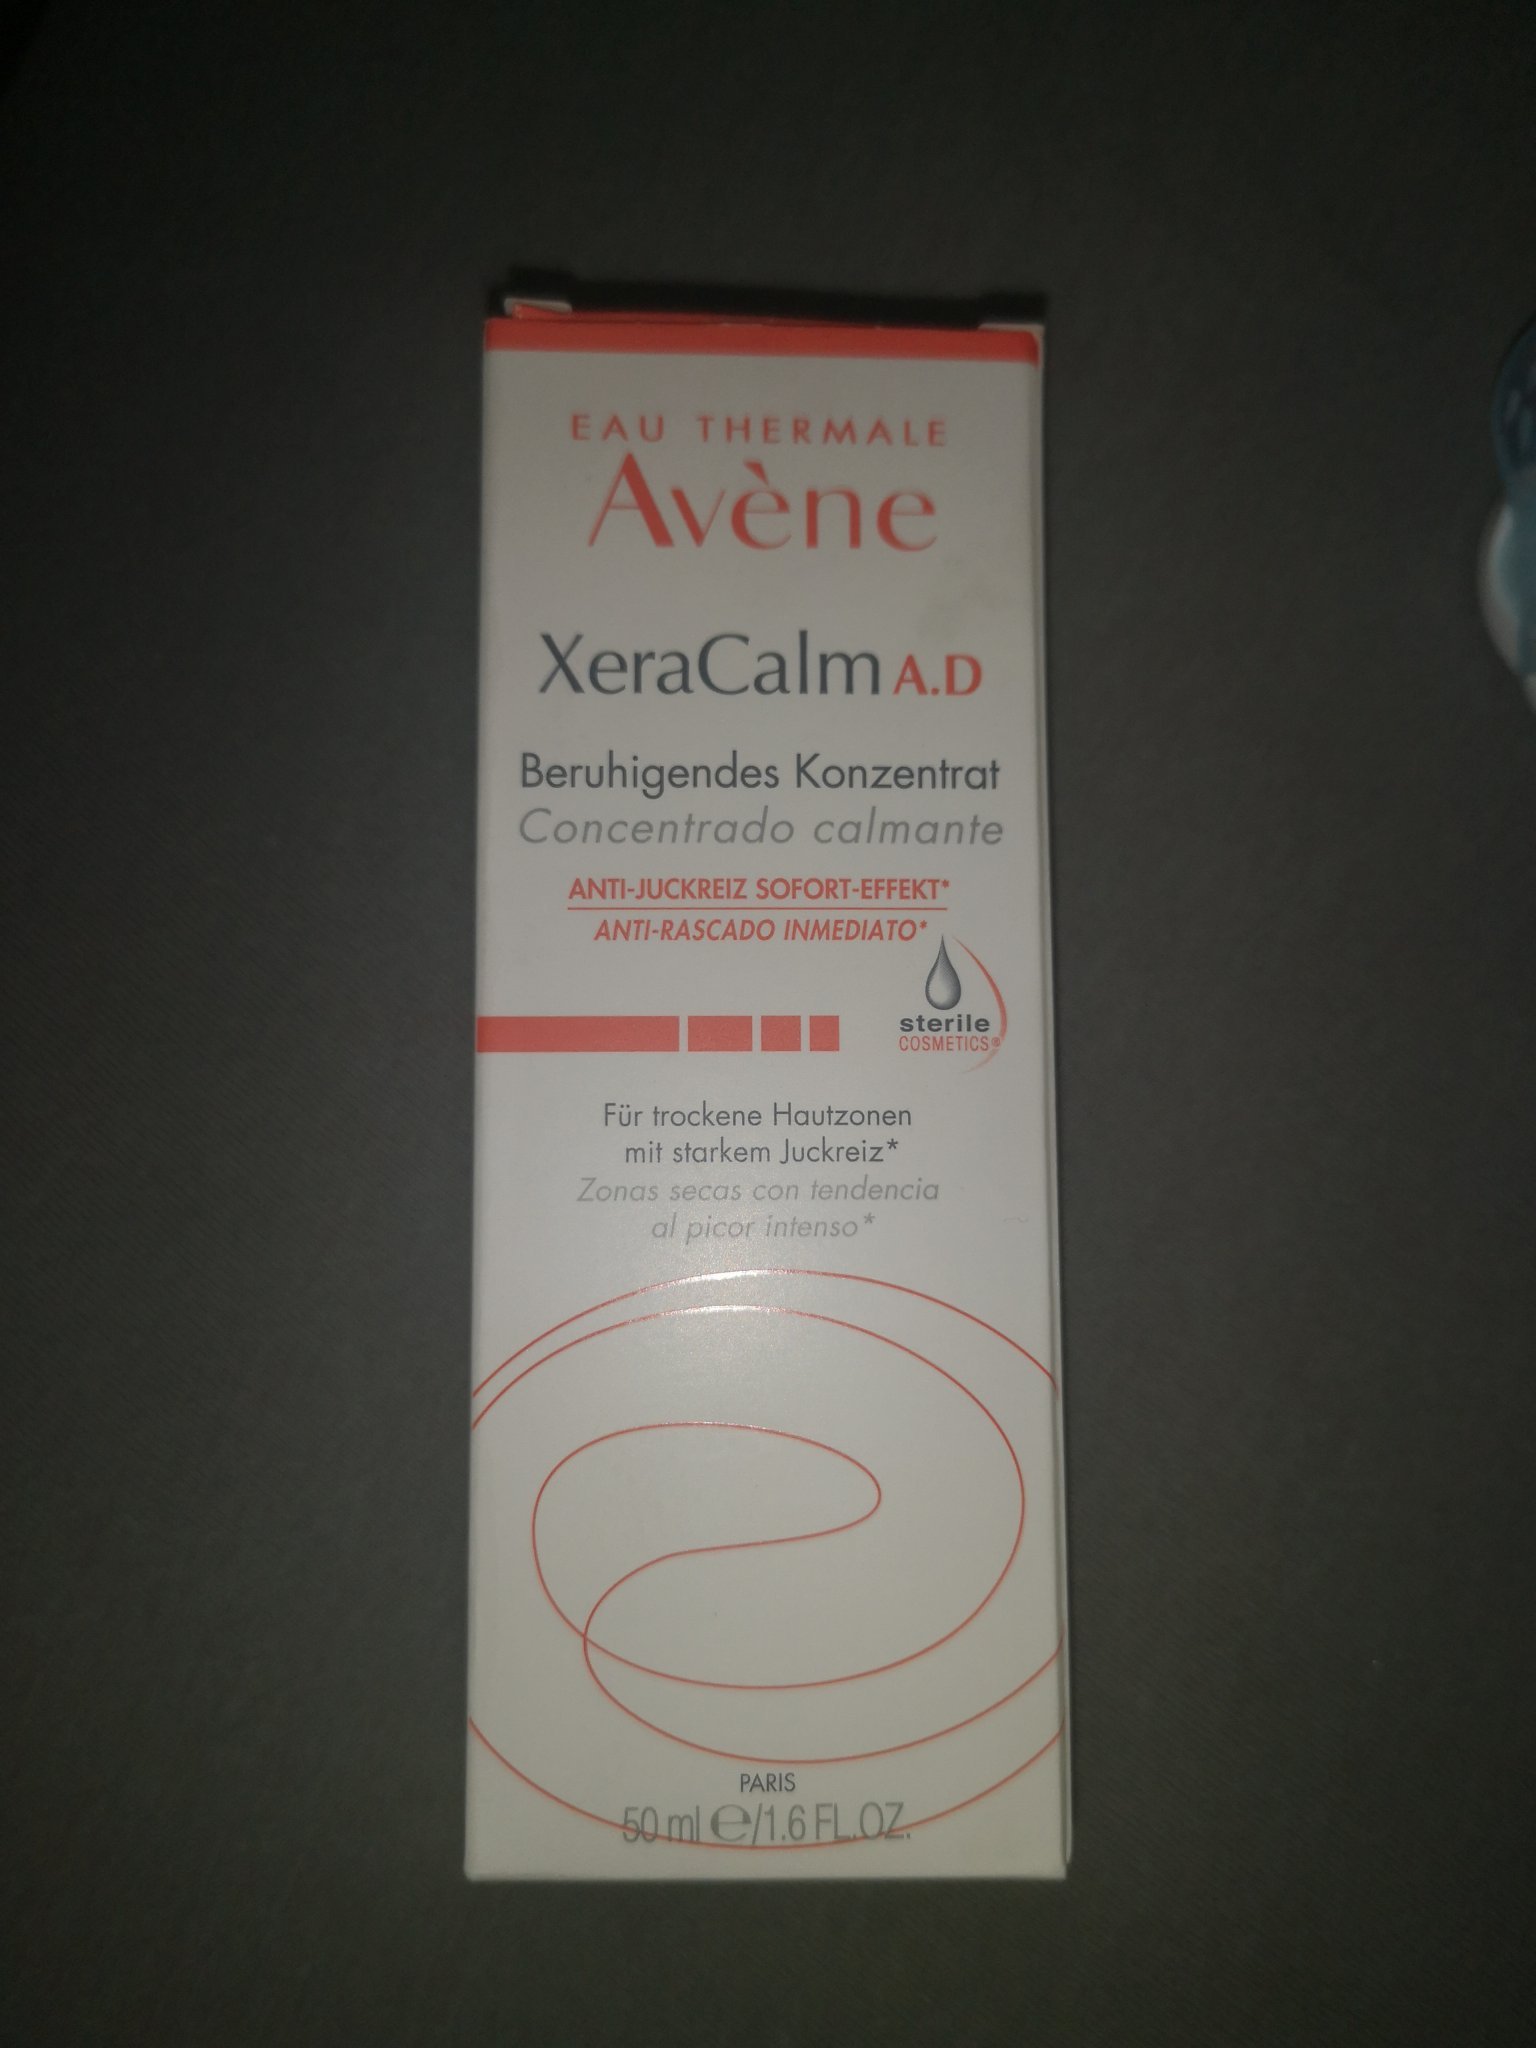 EAU THERMALE
Avène
XeraCalm A.D
Beruhigendes Konzentrat
Concentrado calmante
ANTI-JUCKREIZ SOFORT-EFFEKT*
ANTI-RASCADO INMEDIATO*
sterile
COSMETICS®
Für trockene Hautzonen
mit starkem Juckreiz*
Zonas secas con tendencia
al picor intenso*
PARIS
50 ml ℮/1.6 FL.OZ.